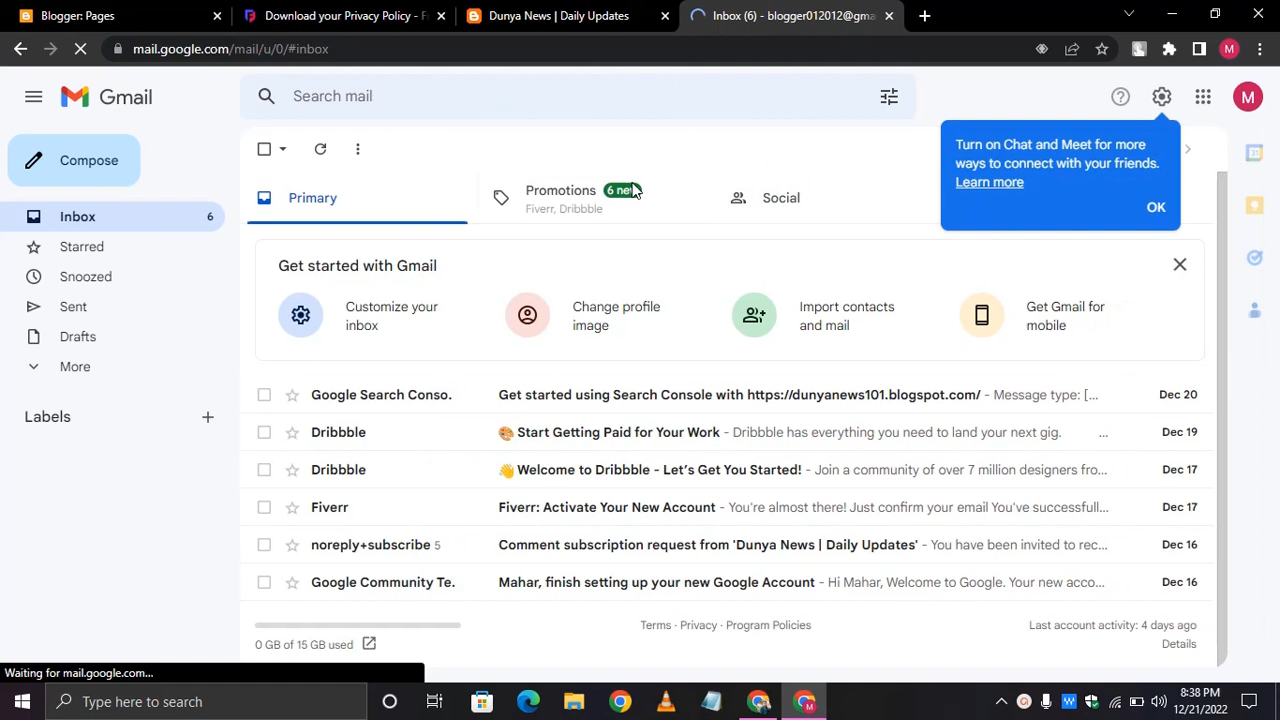 Blogger: Pages
Download your Privacy Policy - F
Dunya News | Daily Updates
Inbox (6) - blogger012012@gma
mail.google.com/mail/u/0/#inbox
M
Gmail
Search mail
M
Compose
Turn on Chat and Meet for more
ways to connect with your friends.
Learn more
OK
Primary
Promotions
Fiverr, Dribbble
Social
Inbox 6
Starred
Snoozed
Sent
Drafts
More
Labels
Get started with Gmail
Customize your
inbox
Change profile
image
Import contacts
and mail
Get Gmail for
mobile
Google Search Conso. Get started using Search Console with https://dunyanews101.blogspot.com/ - Message type: [... Dec 20
Dribbble 🎨 Start Getting Paid for Your Work - Dribbble has everything you need to land your next gig. ... Dec 19
Dribbble 👋 Welcome to Dribbble - Let’s Get You Started! - Join a community of over 7 million designers fro... Dec 17
Fiverr Fiverr: Activate Your New Account - You’re almost there! Just confirm your email You’ve successfull... Dec 17
noreply+subscribe 5 Comment subscription request from 'Dunya News | Daily Updates' - You have been invited to rec... Dec 16
Google Community Te. Mahar, finish setting up your new Google Account - Hi Mahar, Welcome to Google. Your new acco... Dec 16
0 GB of 15 GB used
Terms · Privacy · Program Policies
Last account activity: 4 days ago
Details
Waiting for mail.google.com...
Type here to search
8:38 PM
12/21/2022